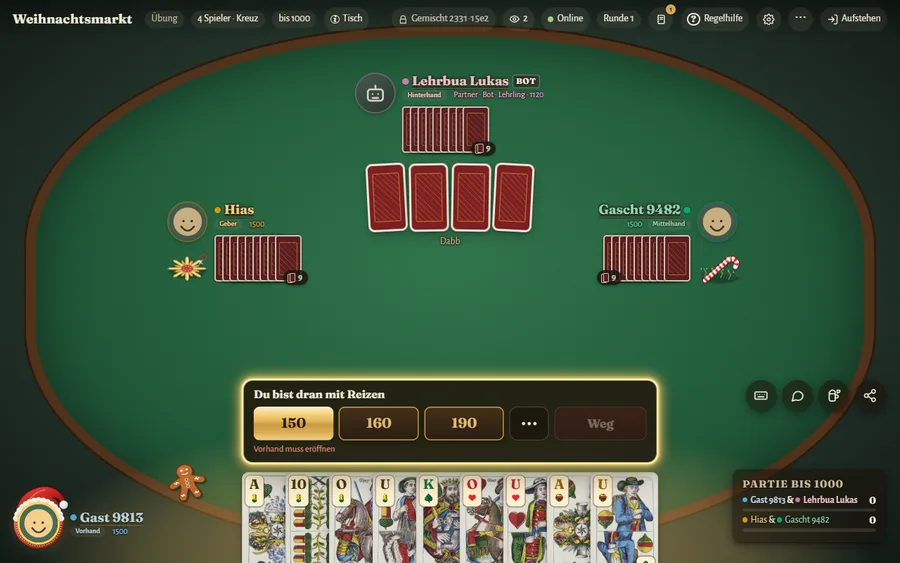 Weihnachtsmarkt
Übung
4 Spieler · Kreuz
bis 1000
Tisch
Gemischt 2331·15e2
2
Online
Runde 1
1
Regelhilfe
Aufstehen
Lehrbua Lukas BOT
Hinterhand Partner · Bot · Lehrling · 1120
9
Dabb
Hias
Geber 1500
9
Gascht 9482
1500 Mittelhand
9
Du bist dran mit Reizen
150 160 190 ... Weg
Vorhand muss eröffnen
A 10 O U K O U A U
Gast 9813
Vorhand 1500
PARTIE BIS 1000
Gast 9813 & Lehrbua Lukas 0
Hias & Gascht 9482 0